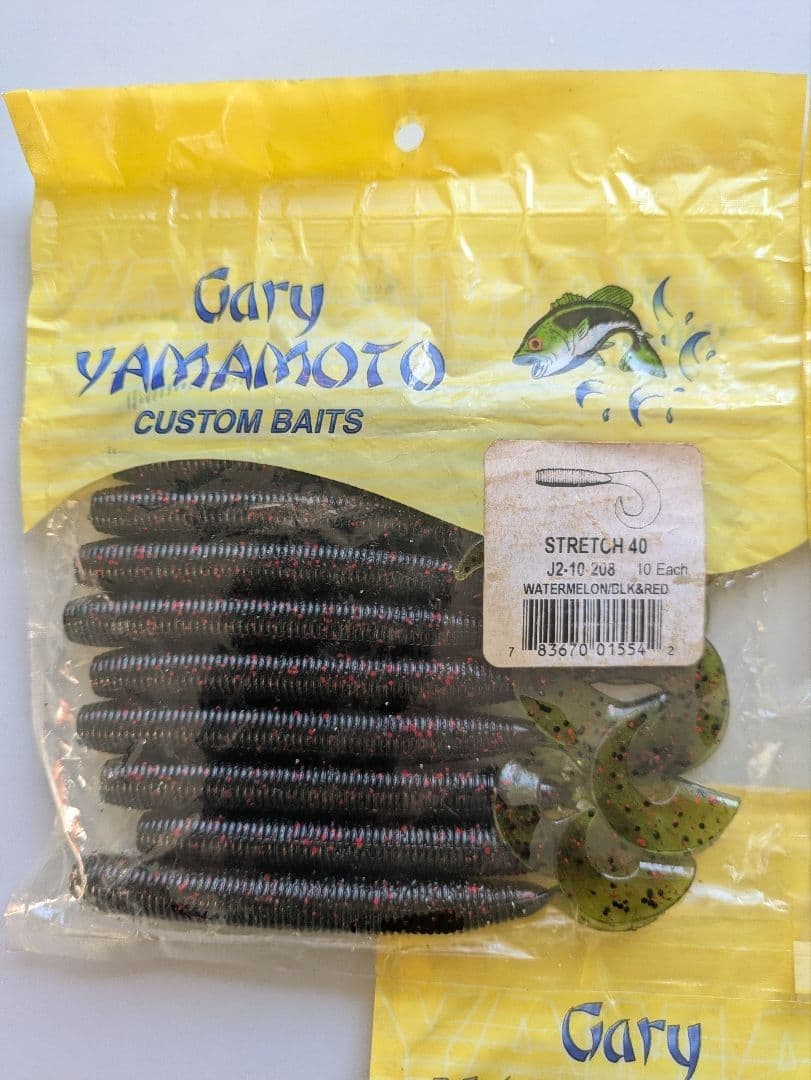 Gary
YAMAMOTO
CUSTOM BAITS
STRETCH 40
J2-10-208 10 Each
WATERMELON/BLK&RED
7 83670 01554 2
Gary